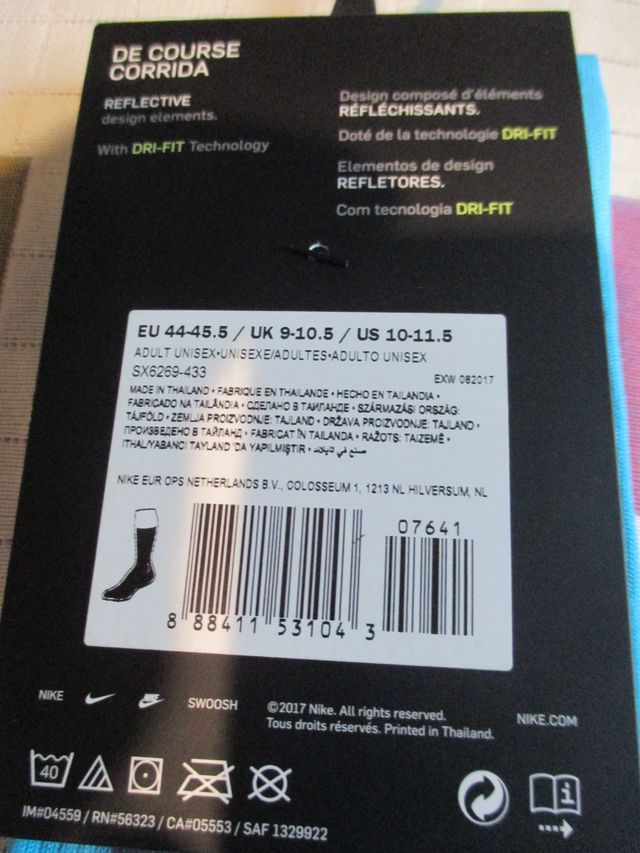 DE COURSE
CORRIDA
REFLECTIVE
design elements.
With DRI-FIT Technology
Design composé d'éléments
RÉFLÉCHISSANTS.
Doté de la technologie DRI-FIT
Elementos de design
REFLETORES.
Com tecnologia DRI-FIT
EU 44-45.5 / UK 9-10.5 / US 10-11.5
ADULT UNISEX•UNISEXE/ADULTES•ADULTO UNISEX
SX6269-433
EXW 082017
MADE IN THAILAND • FABRIQUE EN THAILANDE • HECHO EN TAILANDIA •
FABRICADO NA TAILÂNDIA • СДЕЛАНО В ТАИЛАНДЕ • SZÁRMAZÁSI ORSZÁG:
TÁJFÖLD • ZEMLJA PROIZVODNJE: TAJLAND • DRŽAVA PROIZVODNJE: TAJLAND •
ПРОИЗВЕДЕНО В ТАЙЛАНД • FABRICAT ÎN TAILANDA • RAŽOTS: TAIZEMĒ •
ITHAL/YABANCI TAYLAND 'DA YAPILMIŞTIR • صنع في تايلاند
NIKE EUR OPS NETHERLANDS B.V., COLOSSEUM 1, 1213 NL HILVERSUM, NL
07641
8 88411 53104 3
NIKE
NIKE
SWOOSH
©2017 Nike. All rights reserved.
Tous droits réservés. Printed in Thailand.
NIKE.COM
40
IM#04559 / RN#56323 / CA#05553 / SAF 1329922